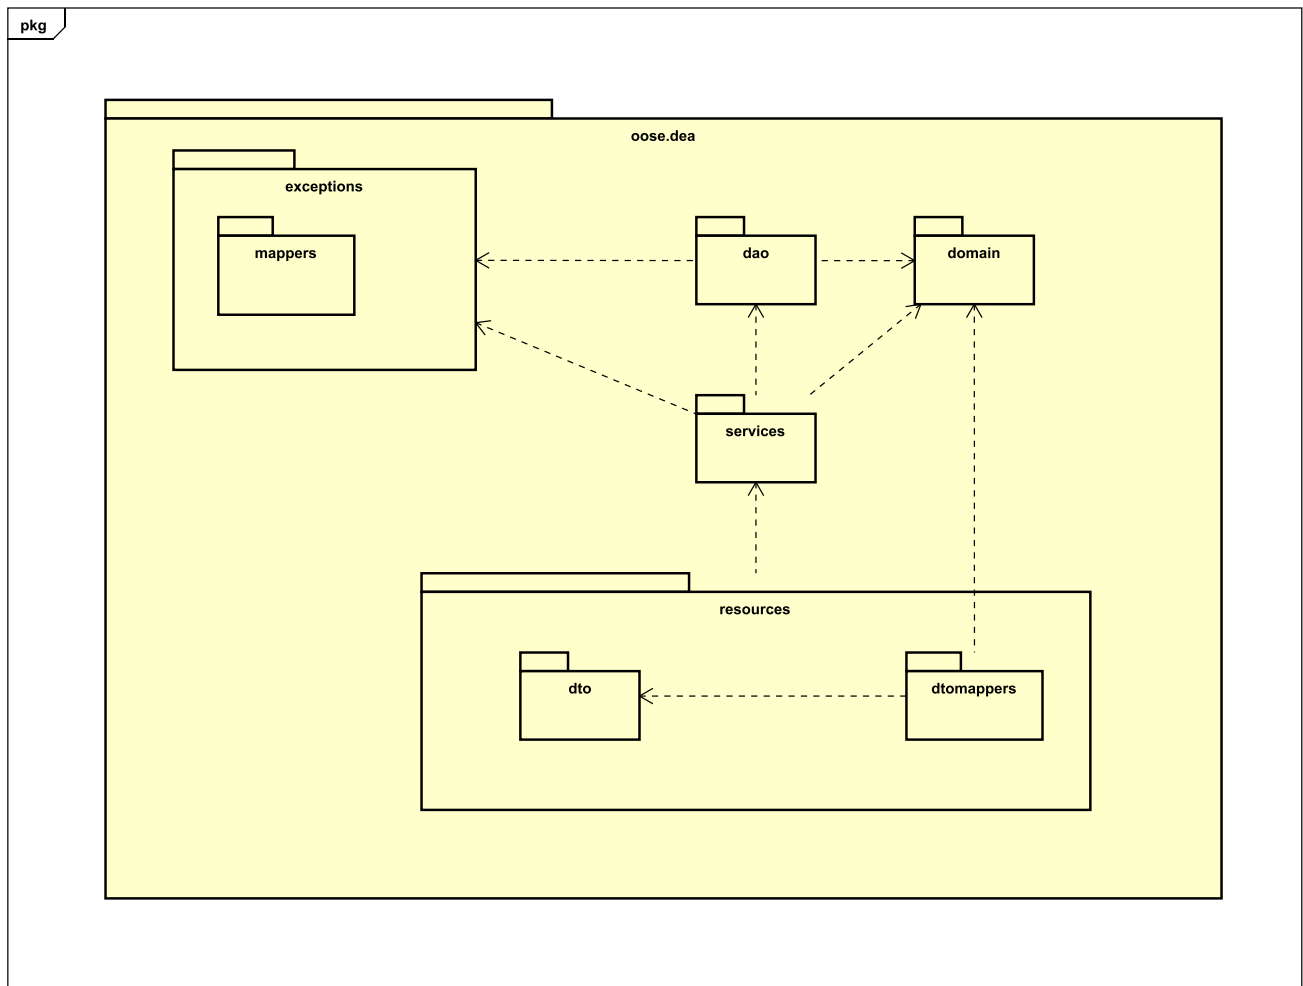 pkg
oose.dea
exceptions
mappers
dao
domain
services
resources
dto
dtomappers